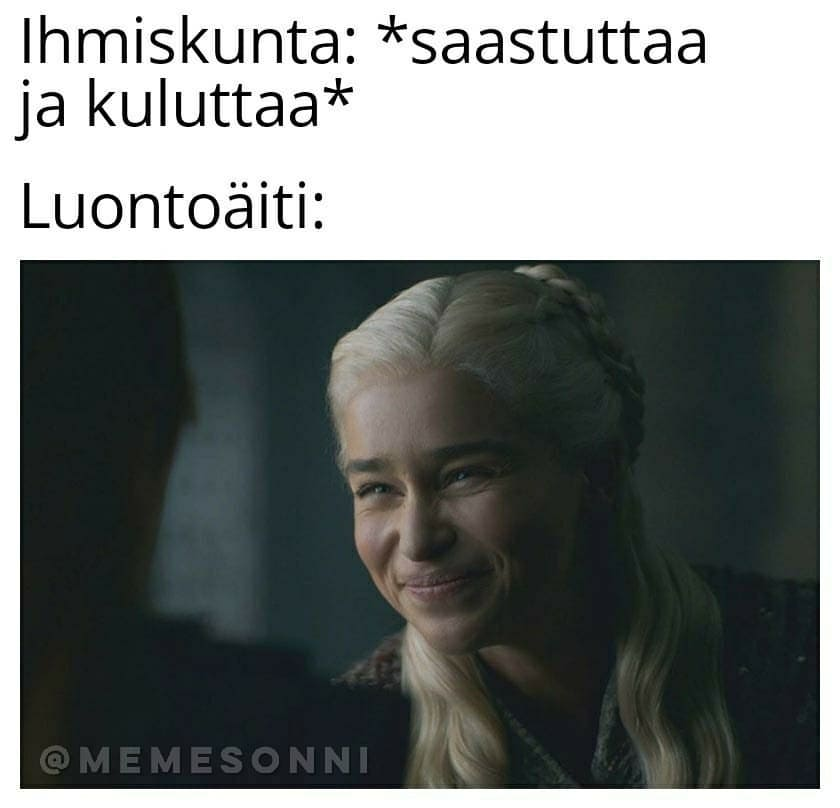 Ihmiskunta: *saastuttaa
ja kuluttaa*
Luontoäiti:
@MEMESONNI